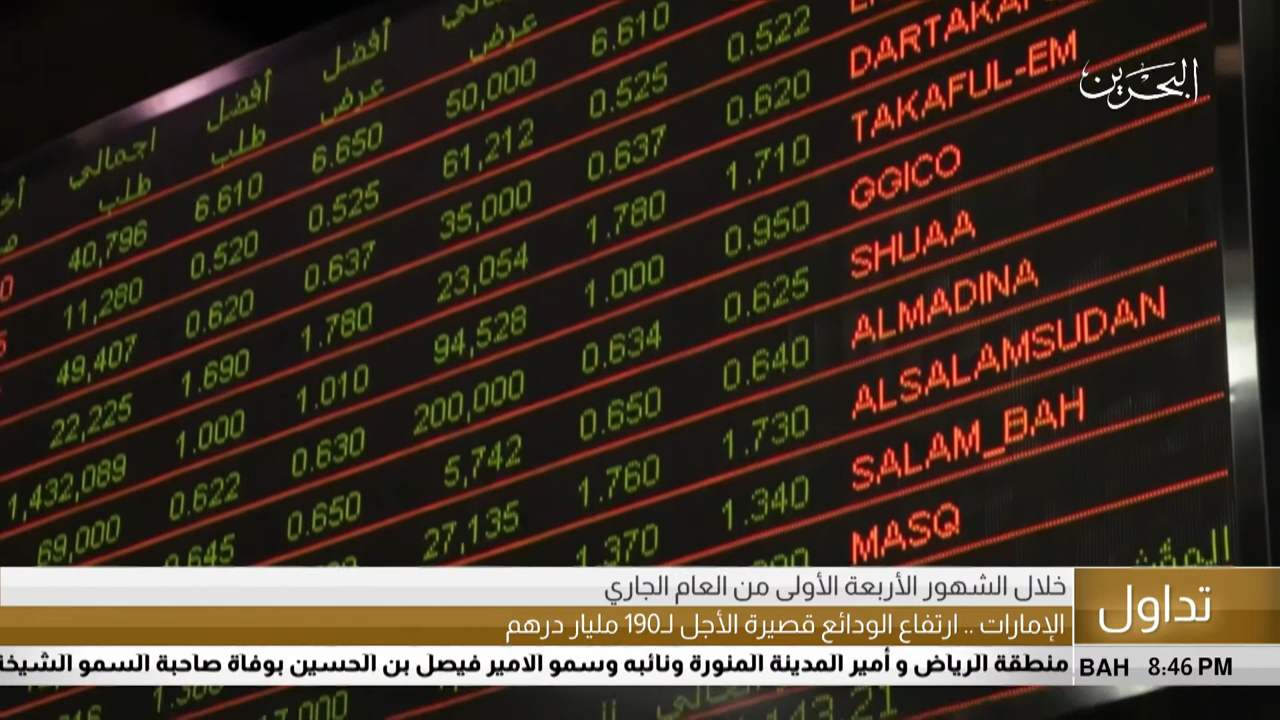 البحرين
أفضل عرض
أفضل طلب
اجمالي طلب
عرض
40,796 6.610 6.650 50,000 6.610
11,280 0.520 0.525 61,212 0.525 0.522
49,407 0.620 0.637 35,000 0.637 0.620
22,225 1.690 1.780 23,054 1.780 1.710 TAKAFUL-EM
1,432,089 1.000 1.010 94,528 1.000 0.950 GGICO
69,000 0.622 0.630 200,000 0.634 0.625 SHUAA
0.650 5,742 0.650 0.640 ALMADINA
27,135 1.760 1.730 ALSALAMSUDAN
1.370 1.340 SALAM_BAH
MASQ
تداول
خلال الشهور الأربعة الأولى من العام الجاري
الإمارات .. ارتفاع الودائع قصيرة الأجل لـ190 مليار درهم
منطقة الرياض و أمير المدينة المنورة ونائبه وسمو الامير فيصل بن الحسين بوفاة صاحبة السمو الشيخة
BAH 8:46 PM